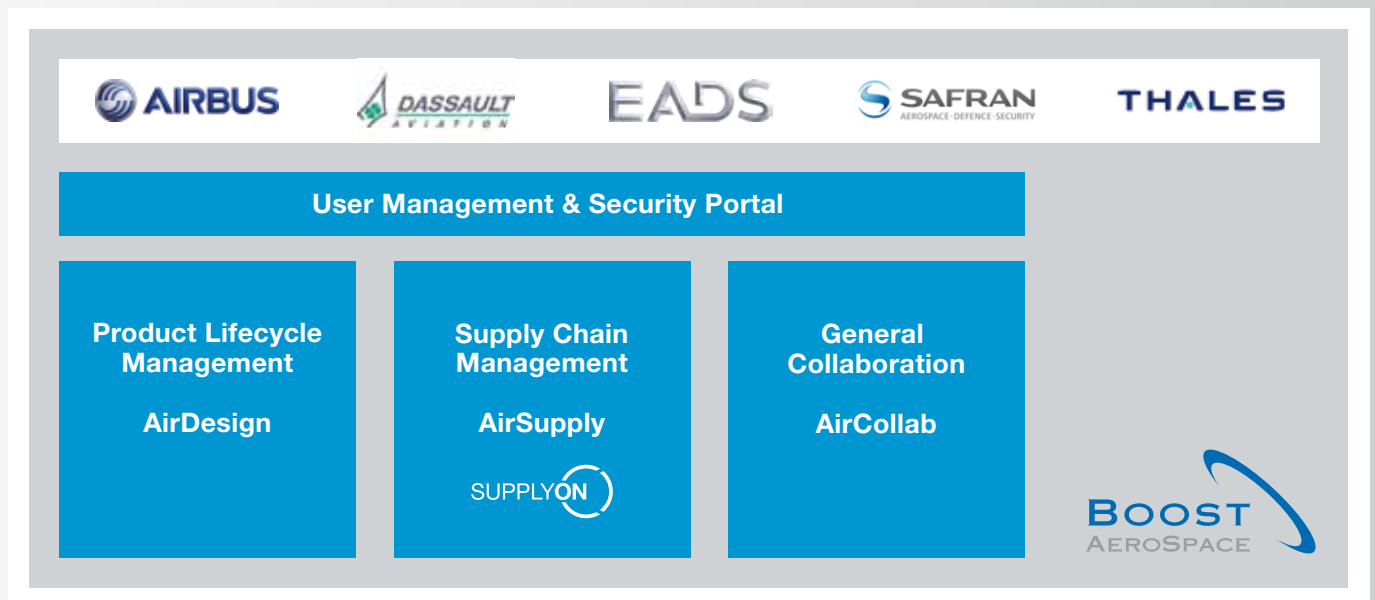 AIRBUS
DASSAULT
AVIATION
EADS
SAFRAN
AEROSPACE·DEFENCE·SECURITY
THALES
User Management & Security Portal
Product Lifecycle
Management
AirDesign
Supply Chain
Management
AirSupply
SUPPLYON
General
Collaboration
AirCollab
BOOST
AEROSPACE